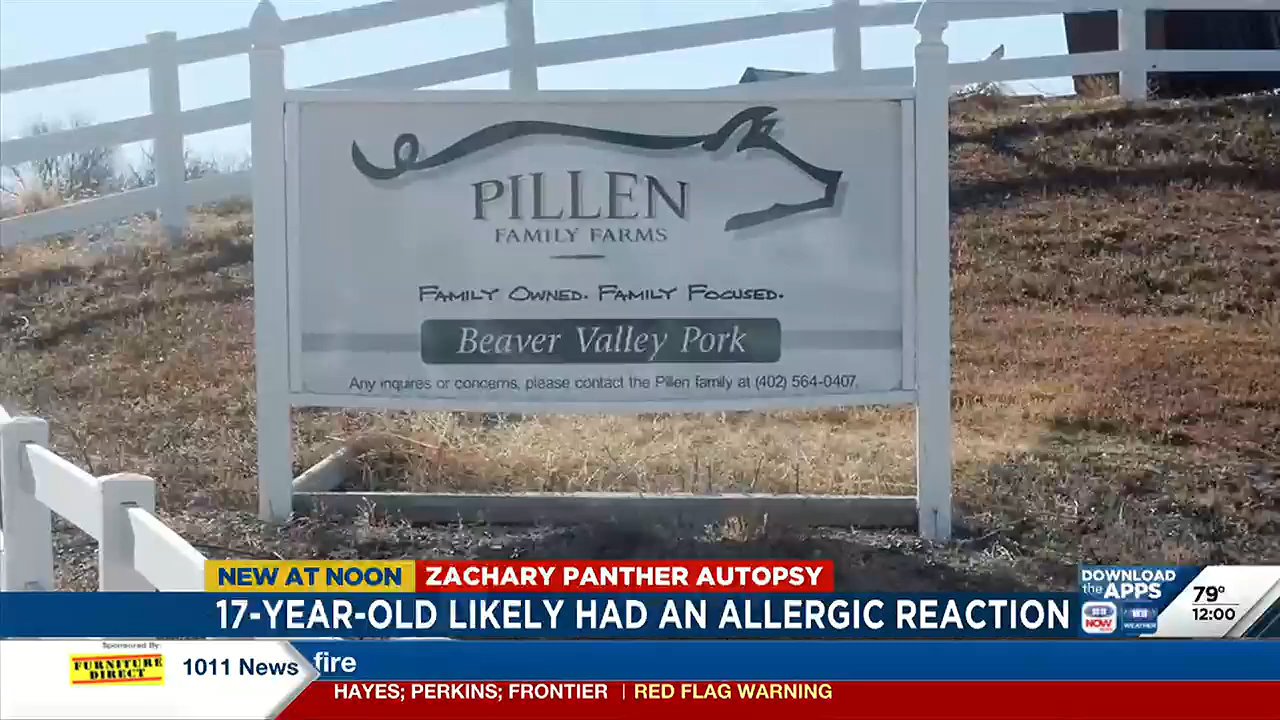 PILLEN
FAMILY FARMS
FAMILY OWNED. FAMILY FOCUSED.
Beaver Valley Pork
Any inquires or concerns, please contact the Pillen family at (402) 564-0407.
NEW AT NOON
ZACHARY PANTHER AUTOPSY
17-YEAR-OLD LIKELY HAD AN ALLERGIC REACTION
DOWNLOAD
the APPS
NOW
WEATHER
79°
12:00
Sponsored By:
FURNITURE
DIRECT
1011 News
fire
HAYES; PERKINS; FRONTIER | RED FLAG WARNING